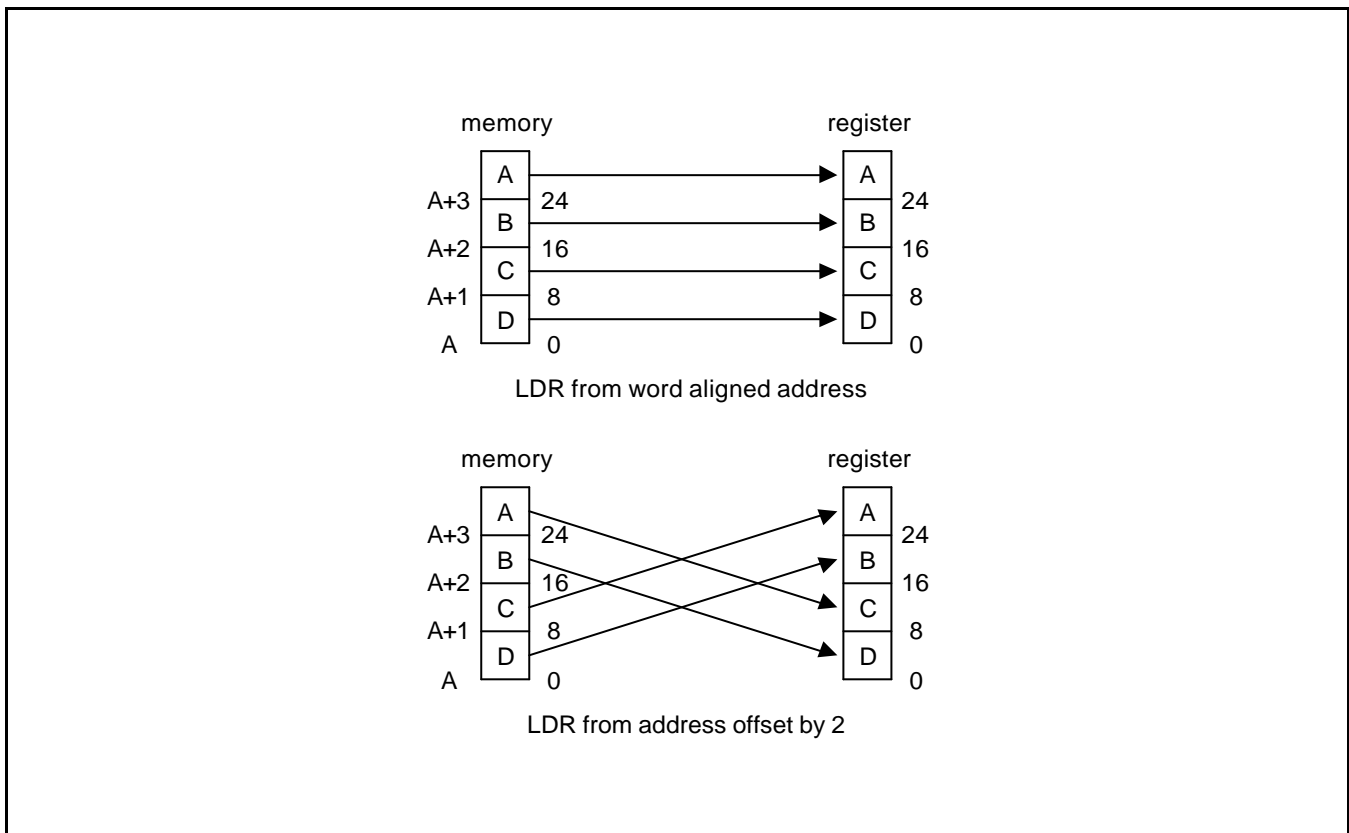 memory register
A A
A+3 24 24
B B
A+2 16 16
C C
A+1 8 8
D D
A 0 0
LDR from word aligned address
memory register
A A
A+3 24 24
B B
A+2 16 16
C C
A+1 8 8
D D
A 0 0
LDR from address offset by 2